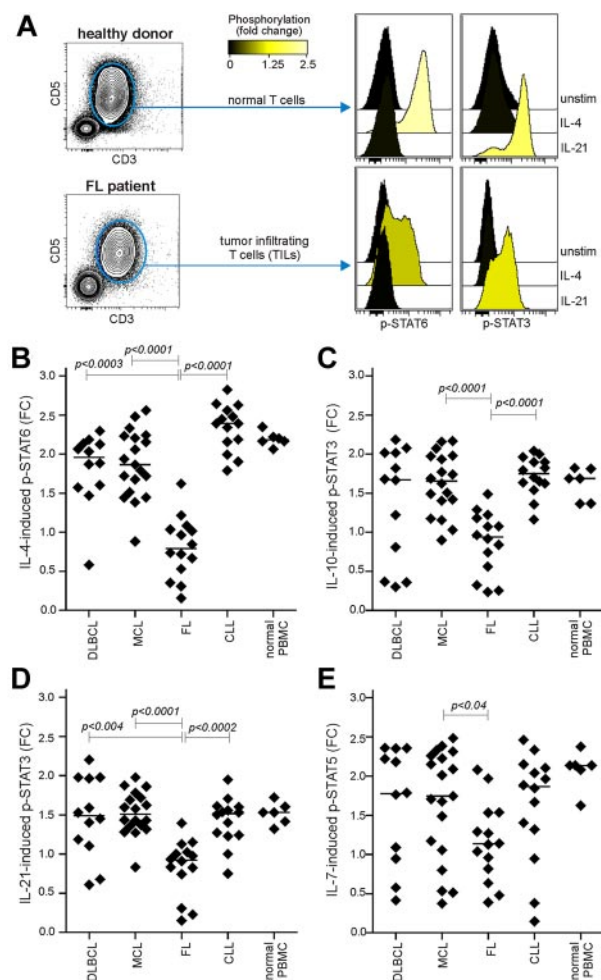 A
healthy donor
Phosphorylation
(fold change)
0 1.25 2.5
CD5
CD3
normal T cells
unstim
IL-4
IL-21
FL patient
CD5
CD3
tumor infiltrating
T cells (TILs)
unstim
IL-4
IL-21
p-STAT6
p-STAT3
B
p<0.0001
p<0.0003
p<0.0001
IL-4-induced p-STAT6 (FC)
3.0
2.5
2.0
1.5
1.0
0.5
0.0
DLBCL
MCL
FL
CLL
normal
PBMC
C
p<0.0001
p<0.0001
IL-10-induced p-STAT3 (FC)
3.0
2.5
2.0
1.5
1.0
0.5
0.0
DLBCL
MCL
FL
CLL
normal
PBMC
D
p<0.0001
p<0.004
p<0.0002
IL-21-induced p-STAT3 (FC)
3.0
2.5
2.0
1.5
1.0
0.5
0.0
DLBCL
MCL
FL
CLL
normal
PBMC
E
p<0.04
IL-7-induced p-STAT5 (FC)
3.0
2.5
2.0
1.5
1.0
0.5
0.0
DLBCL
MCL
FL
CLL
normal
PBMC